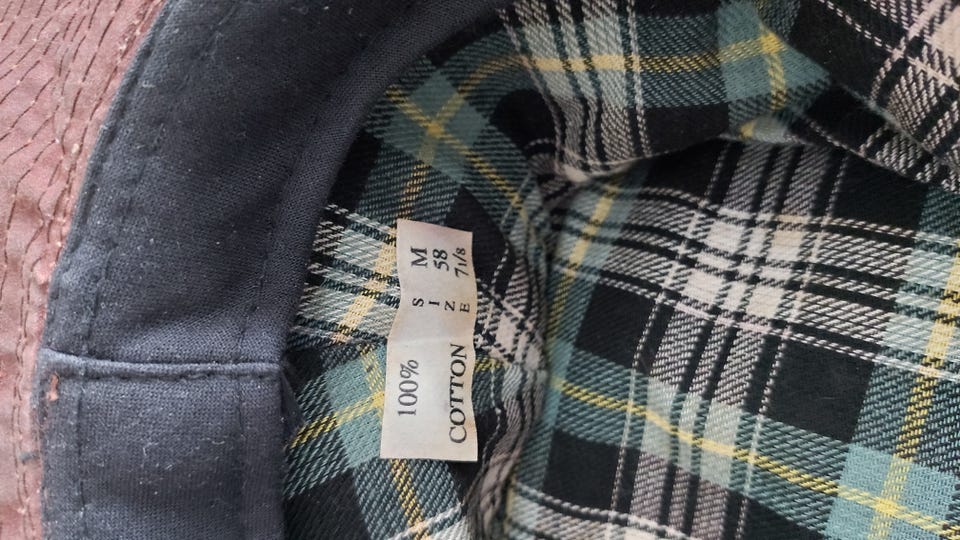 100%
COTTON
SIZE
M
58
7 1/8